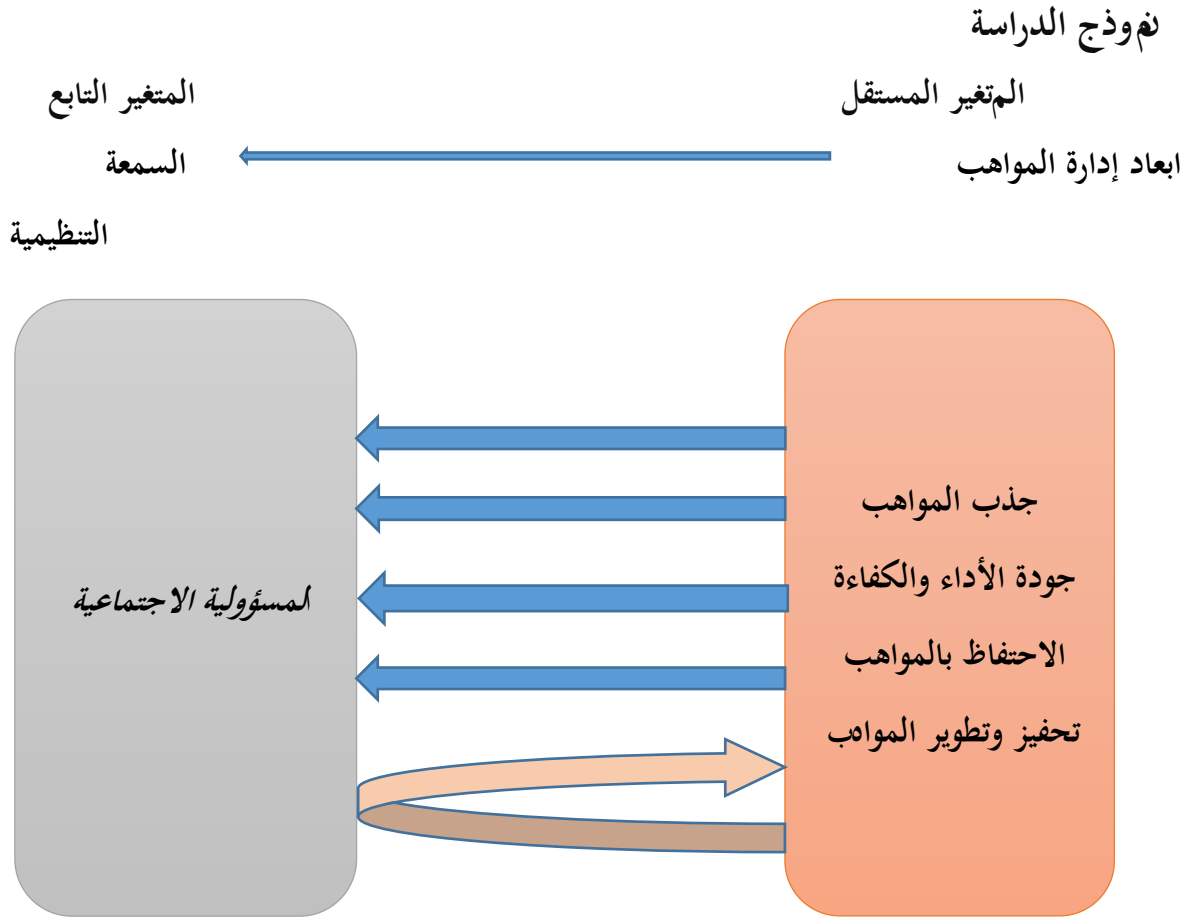 نموذج الدراسة
المتغير المستقل
المتغير التابع
ابعاد إدارة المواهب
السمعة
التنظيمية
جذب المواهب
جودة الأداء والكفاءة
الاحتفاظ بالمواهب
تحفيز وتطوير المواهب
لمسؤولية الاجتماعية